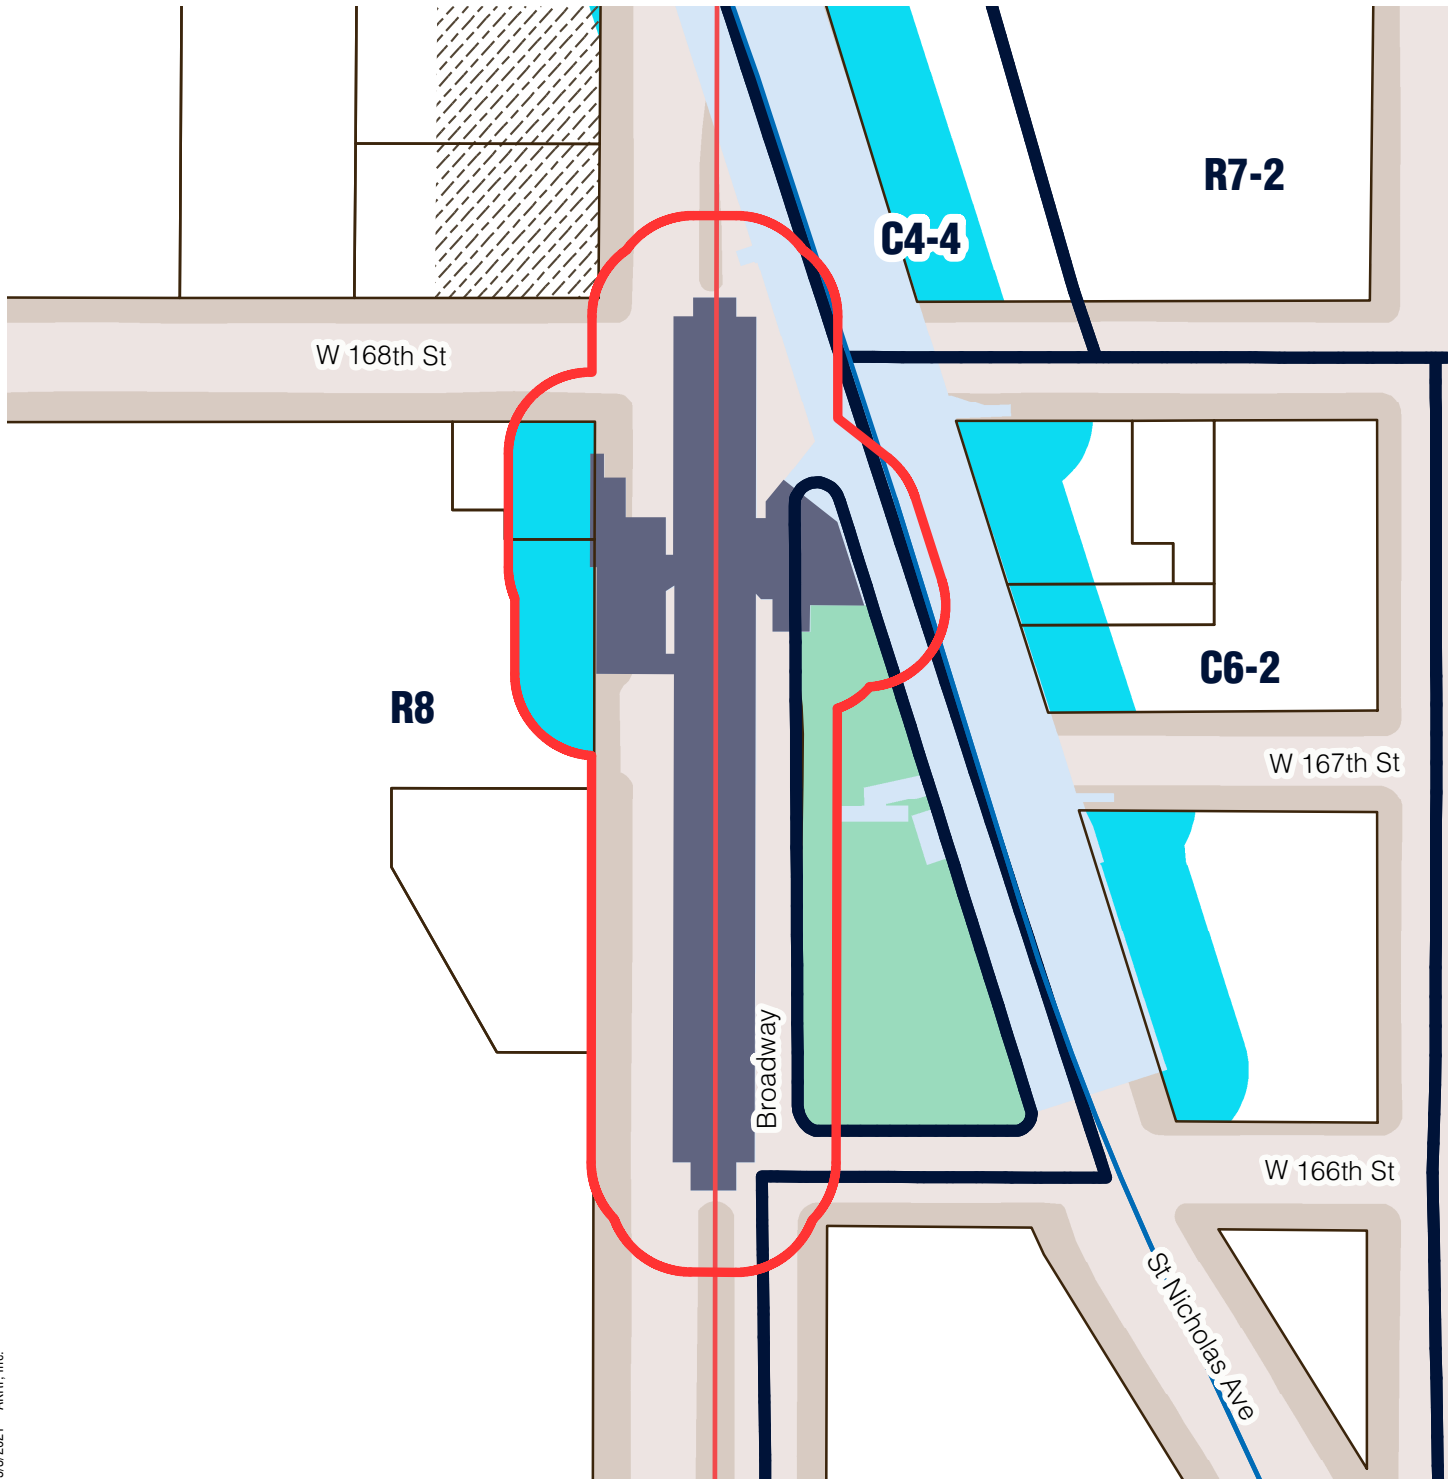 R7-2
C4-4
W 168th St
C6-2
R8
W 167th St
Broadway
W 166th St
St Nicholas Ave